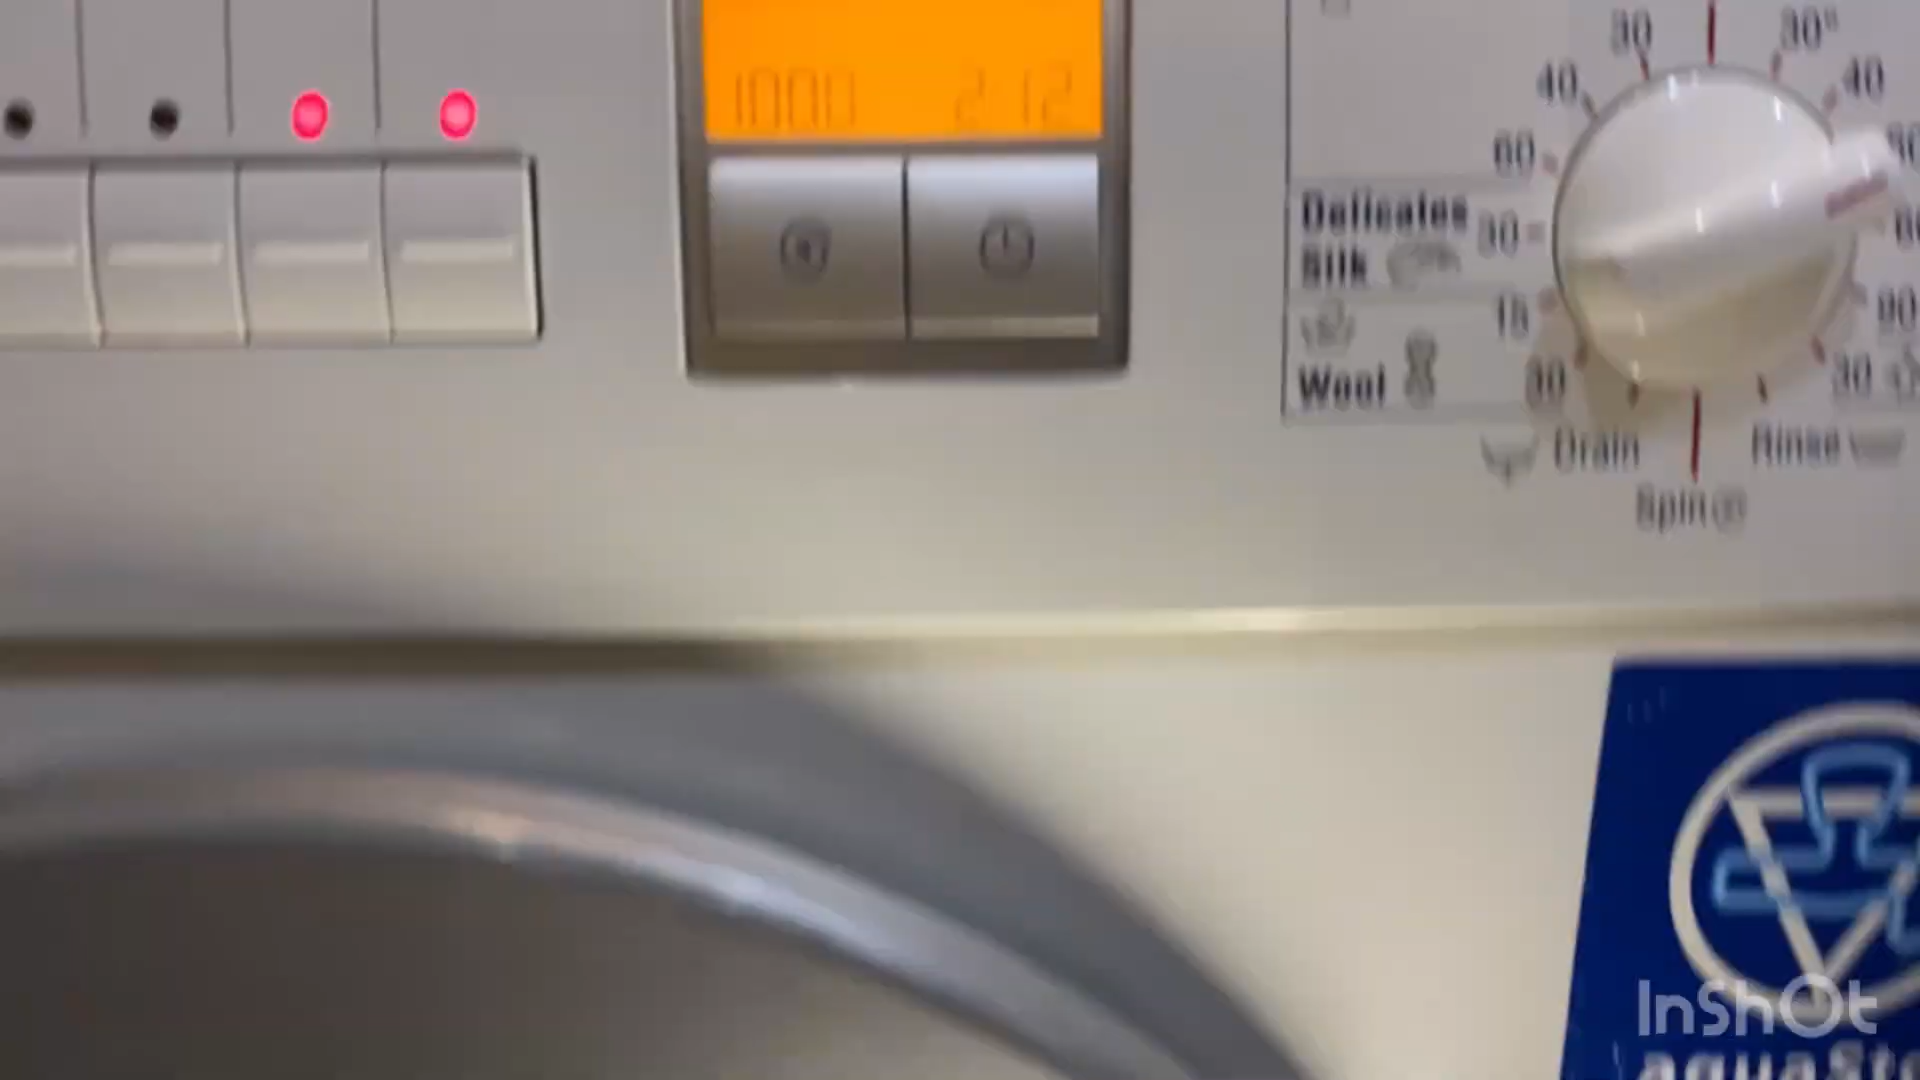 1000 2 12
30 30°
40 40
60
Delicates
Silk 30
15 90
Wool 30 30
Drain Rinse
Spin
InShOt
aquaSto